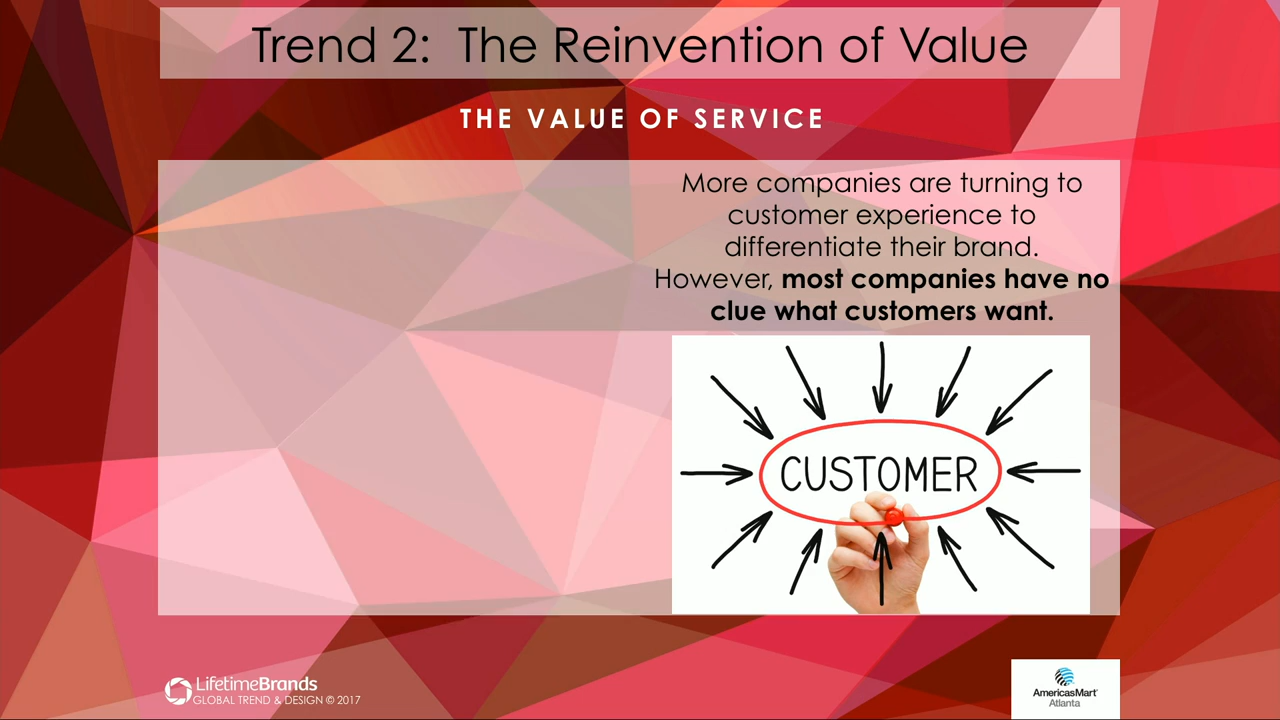 Trend 2: The Reinvention of Value
THE VALUE OF SERVICE
More companies are turning to
customer experience to
differentiate their brand.
However, most companies have no
clue what customers want.
CUSTOMER
LifetimeBrands
GLOBAL TREND & DESIGN © 2017
AmericasMart
Atlanta